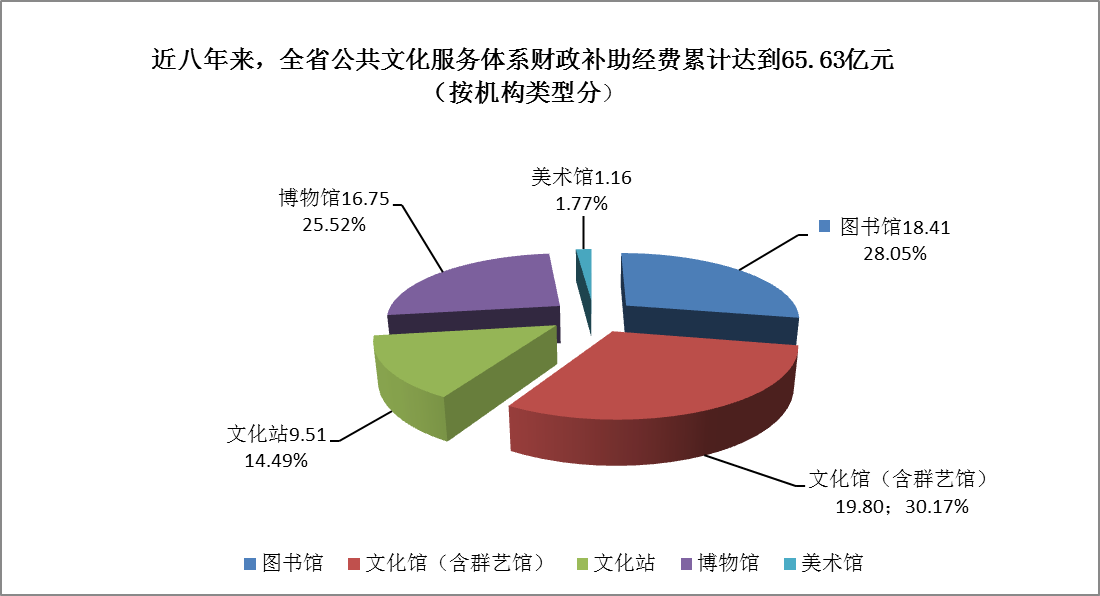 近八年来，全省公共文化服务体系财政补助经费累计达到65.63亿元
（按机构类型分）
美术馆1.16
1.77%
博物馆16.75
25.52%
图书馆18.41
28.05%
文化站9.51
14.49%
文化馆（含群艺馆）
19.80；30.17%
图书馆 文化馆（含群艺馆） 文化站 博物馆 美术馆